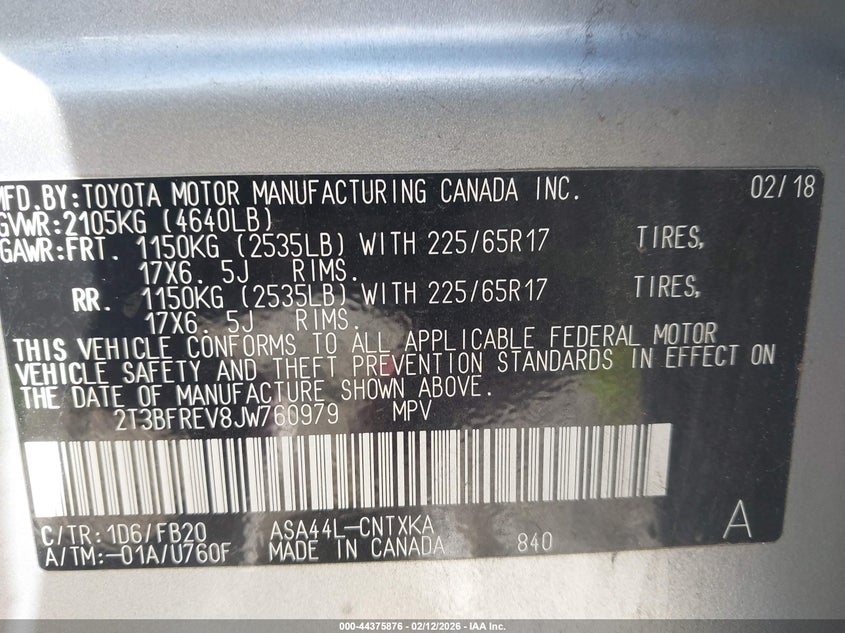 MFD.BY:TOYOTA MOTOR MANUFACTURING CANADA INC. 02/18
GVWR:2105KG (4640LB)
GAWR:FRT. 1150KG (2535LB) WITH 225/65R17 TIRES,
17X6. 5J RIMS.
RR. 1150KG (2535LB) WITH 225/65R17 TIRES,
17X6. 5J RIMS.
THIS VEHICLE CONFORMS TO ALL APPLICABLE FEDERAL MOTOR
VEHICLE SAFETY AND THEFT PREVENTION STANDARDS IN EFFECT ON
THE DATE OF MANUFACTURE SHOWN ABOVE.
2T3BFREV8JW760979 MPV
C/TR:1D6/FB20 ASA44L-CNTXKA A
A/TM:-01A/U760F MADE IN CANADA 840
000-44375876 - 02/12/2026 - IAA Inc.